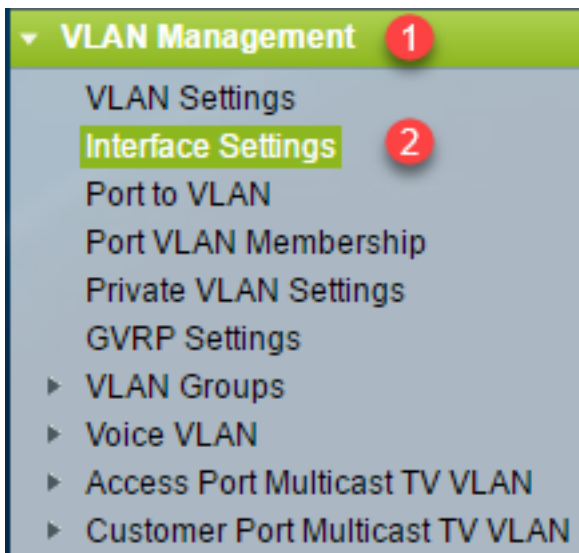 VLAN Management 1
VLAN Settings
Interface Settings 2
Port to VLAN
Port VLAN Membership
Private VLAN Settings
GVRP Settings
VLAN Groups
Voice VLAN
Access Port Multicast TV VLAN
Customer Port Multicast TV VLAN